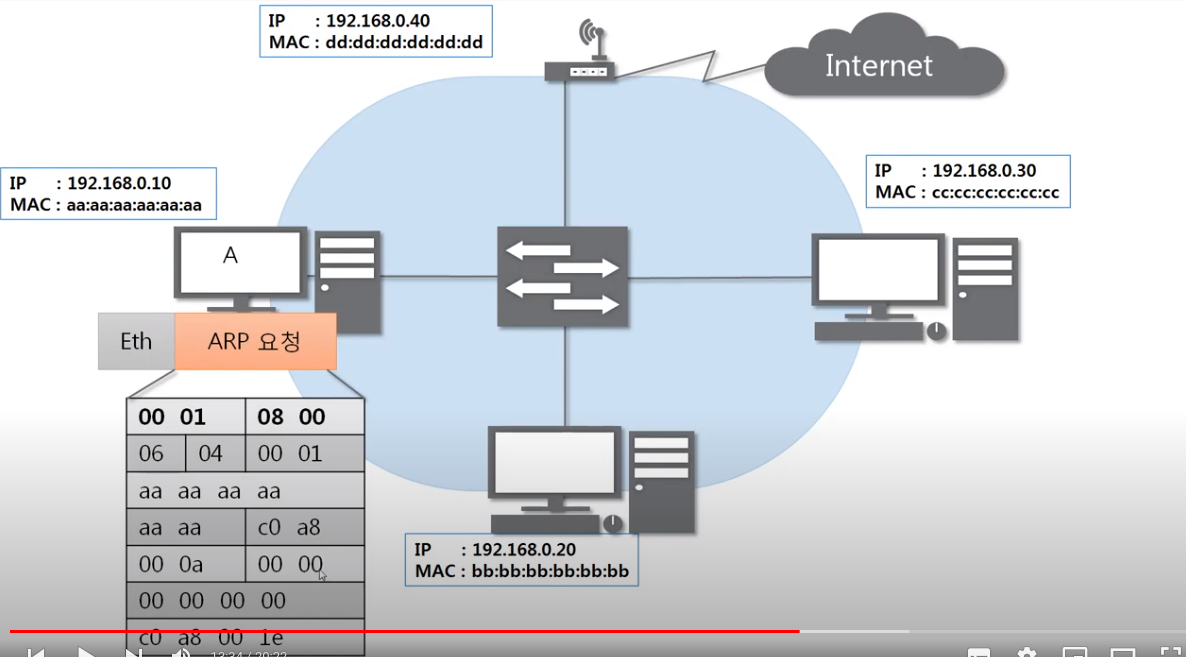 IP : 192.168.0.40
MAC : dd:dd:dd:dd:dd:dd
Internet
IP : 192.168.0.10
MAC : aa:aa:aa:aa:aa:aa
IP : 192.168.0.30
MAC : cc:cc:cc:cc:cc:cc
A
Eth ARP 요청
00 01 08 00
06 04 00 01
aa aa aa aa
aa aa c0 a8
00 0a 00 00
00 00 00 00
c0 a8 00 1e
IP : 192.168.0.20
MAC : bb:bb:bb:bb:bb:bb
13:34 / 20:22